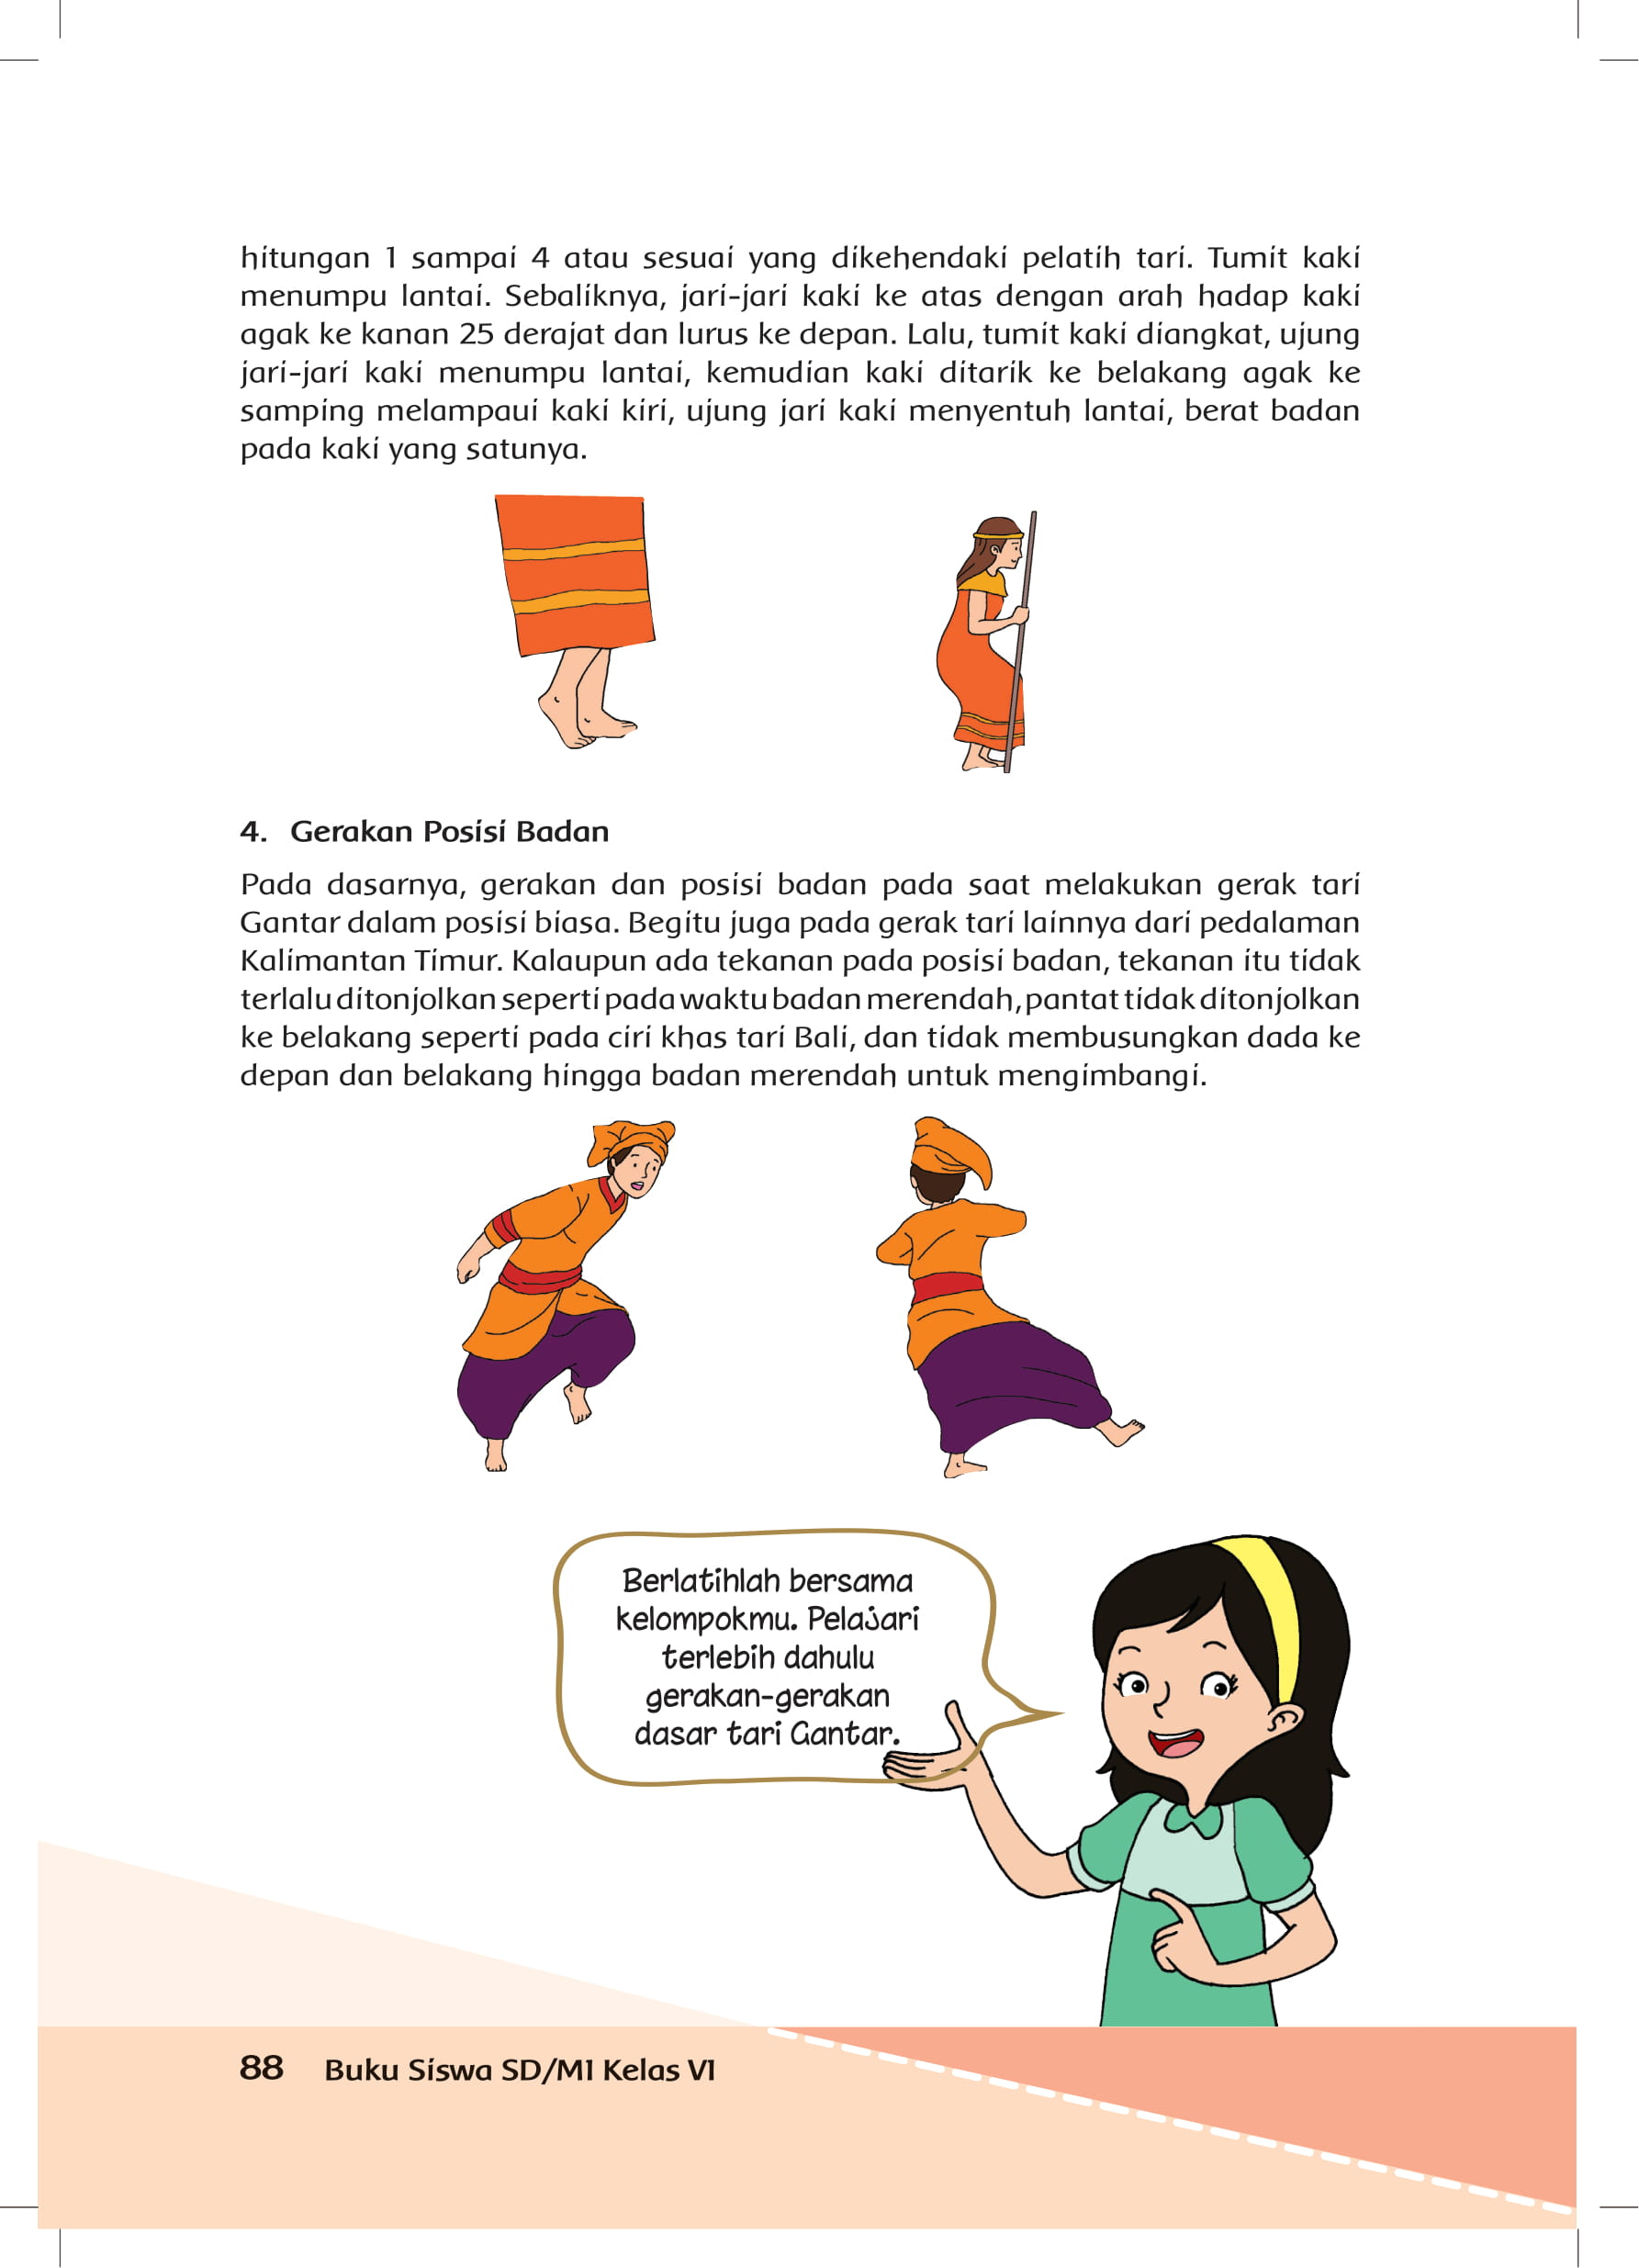 hitungan 1 sampai 4 atau sesuai yang dikehendaki pelatih tari. Tumit kaki
menumpu lantai. Sebaliknya, jari-jari kaki ke atas dengan arah hadap kaki
agak ke kanan 25 derajat dan lurus ke depan. Lalu, tumit kaki diangkat, ujung
jari-jari kaki menumpu lantai, kemudian kaki ditarik ke belakang agak ke
samping melampaui kaki kiri, ujung jari kaki menyentuh lantai, berat badan
pada kaki yang satunya.
4. Gerakan Posisi Badan
Pada dasarnya, gerakan dan posisi badan pada saat melakukan gerak tari
Gantar dalam posisi biasa. Begitu juga pada gerak tari lainnya dari pedalaman
Kalimantan Timur. Kalaupun ada tekanan pada posisi badan, tekanan itu tidak
terlalu ditonjolkan seperti pada waktu badan merendah, pantat tidak ditonjolkan
ke belakang seperti pada ciri khas tari Bali, dan tidak membusungkan dada ke
depan dan belakang hingga badan merendah untuk mengimbangi.
Berlatihlah bersama
kelompokmu. Pelajari
terlebih dahulu
gerakan-gerakan
dasar tari Gantar.
88 Buku Siswa SD/MI Kelas VI